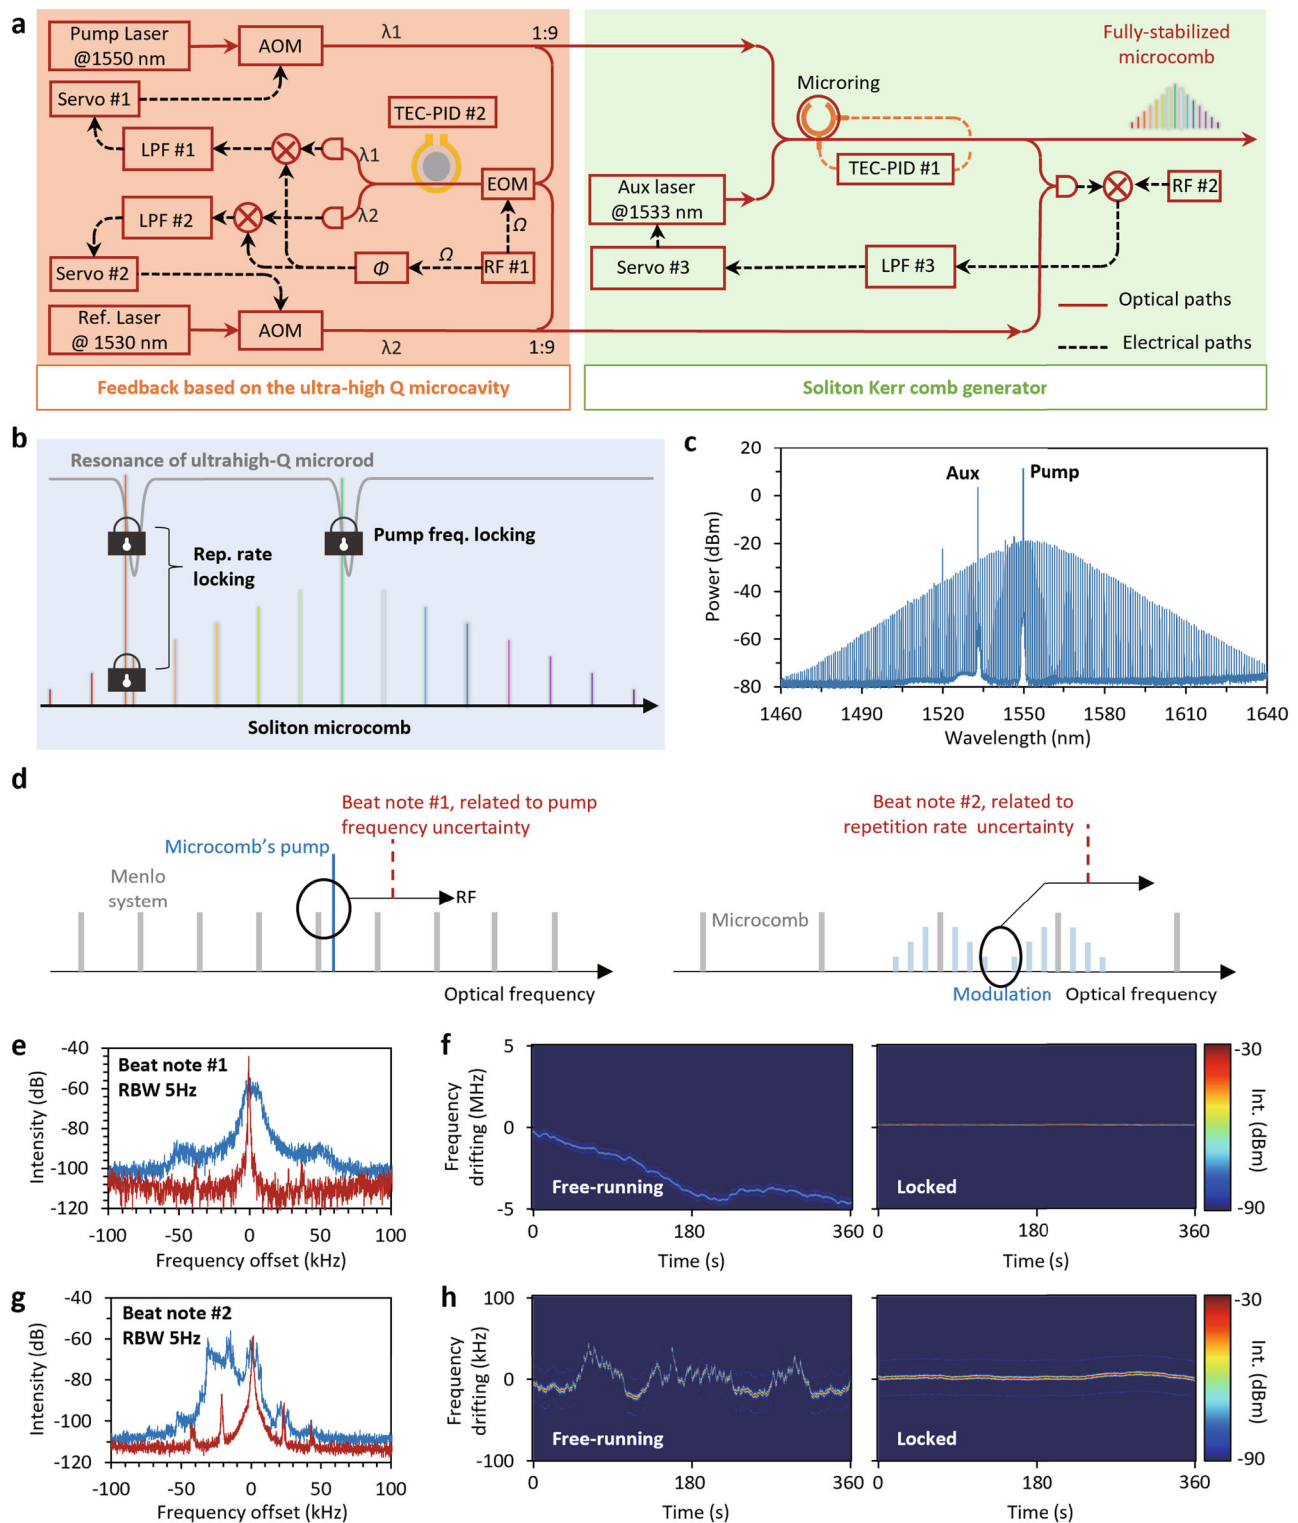 a
Pump Laser
@1550 nm
AOM
λ1
1:9
Fully-stabilized
microcomb
Servo #1
TEC-PID #2
Microring
LPF #1
λ1
TEC-PID #1
EOM
Aux laser
@1533 nm
RF #2
LPF #2
λ2
Ω
Servo #2
Φ
Ω
RF #1
Servo #3
LPF #3
Ref. Laser
@ 1530 nm
AOM
λ2
1:9
Optical paths
Electrical paths
Feedback based on the ultra-high Q microcavity
Soliton Kerr comb generator
b
Resonance of ultrahigh-Q microrod
Pump freq. locking
Rep. rate
locking
Soliton microcomb
c
20
0
-20
-40
-60
-80
Power (dBm)
Aux
Pump
1460
1490
1520
1550
1580
1610
1640
Wavelength (nm)
d
Beat note #1, related to pump
frequency uncertainty
Microcomb's pump
Menlo
system
RF
Optical frequency
Beat note #2, related to
repetition rate uncertainty
Microcomb
Modulation
Optical frequency
e
-40
-60
-80
-100
-120
Intensity (dB)
Beat note #1
RBW 5Hz
-100
-50
0
50
100
Frequency offset (kHz)
f
5
0
-5
Frequency
drifting (MHz)
Free-running
0
180
360
Time (s)
Locked
0
180
360
Time (s)
-30
-90
Int. (dBm)
g
-40
-60
-80
-100
-120
Intensity (dB)
Beat note #2
RBW 5Hz
-100
-50
0
50
100
Frequency offset (kHz)
h
100
0
-100
Frequency
drifting (kHz)
Free-running
0
180
360
Time (s)
Locked
0
180
360
Time (s)
-30
-90
Int. (dBm)